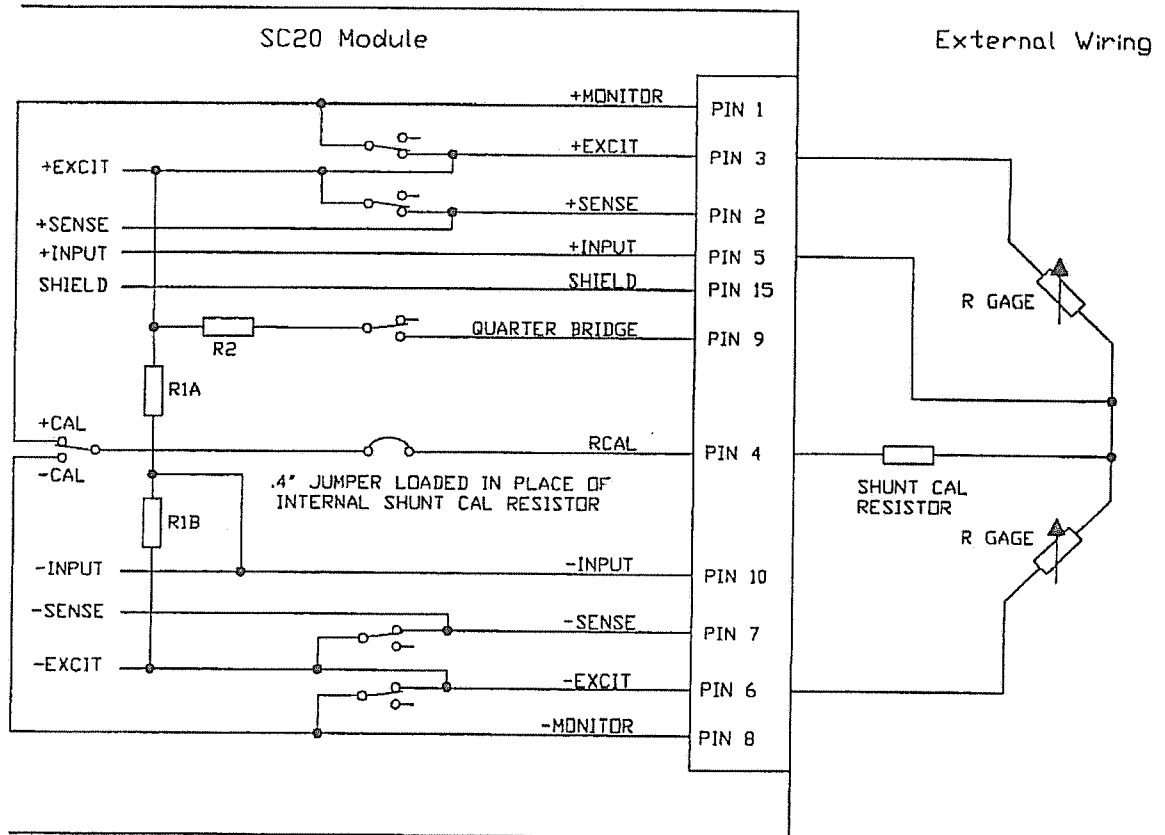 SC20 Module
External Wiring
+MONITOR
PIN 1
+EXCIT
PIN 3
+EXCIT
+SENSE
PIN 2
+SENSE
+INPUT
+INPUT
PIN 5
SHIELD
SHIELD
PIN 15
R GAGE
QUARTER BRIDGE
PIN 9
R2
R1A
+CAL
RCAL
PIN 4
-CAL
.4" JUMPER LOADED IN PLACE OF
INTERNAL SHUNT CAL RESISTOR
SHUNT CAL
RESISTOR
R1B
R GAGE
-INPUT
-INPUT
PIN 10
-SENSE
-SENSE
PIN 7
-EXCIT
-EXCIT
PIN 6
-MONITOR
PIN 8